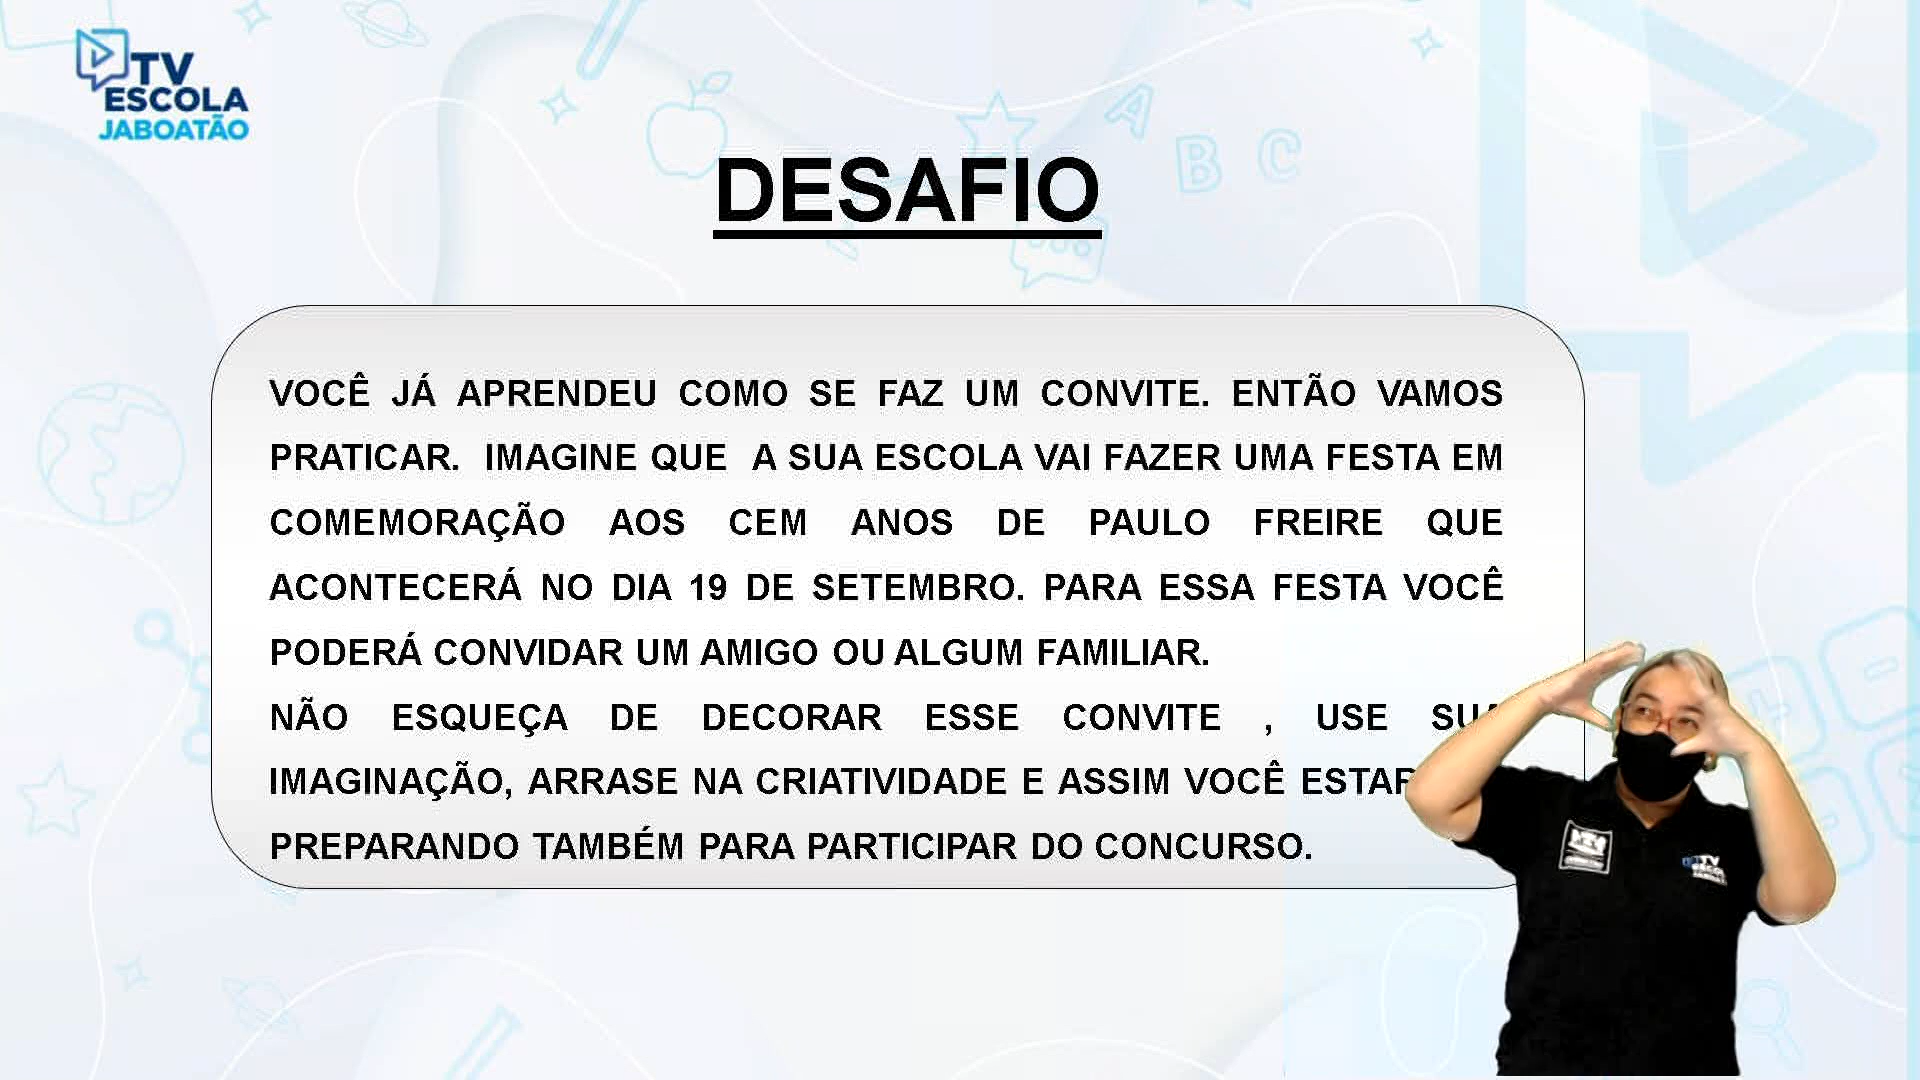 TV
ESCOLA
JABOATÃO
DESAFIO
VOCÊ JÁ APRENDEU COMO SE FAZ UM CONVITE. ENTÃO VAMOS
PRATICAR. IMAGINE QUE A SUA ESCOLA VAI FAZER UMA FESTA EM
COMEMORAÇÃO AOS CEM ANOS DE PAULO FREIRE QUE
ACONTECERÁ NO DIA 19 DE SETEMBRO. PARA ESSA FESTA VOCÊ
PODERÁ CONVIDAR UM AMIGO OU ALGUM FAMILIAR.
NÃO ESQUEÇA DE DECORAR ESSE CONVITE , USE SUA
IMAGINAÇÃO, ARRASE NA CRIATIVIDADE E ASSIM VOCÊ
PREPARANDO TAMBÉM PARA PARTICIPAR DO CONCURSO.
A B C